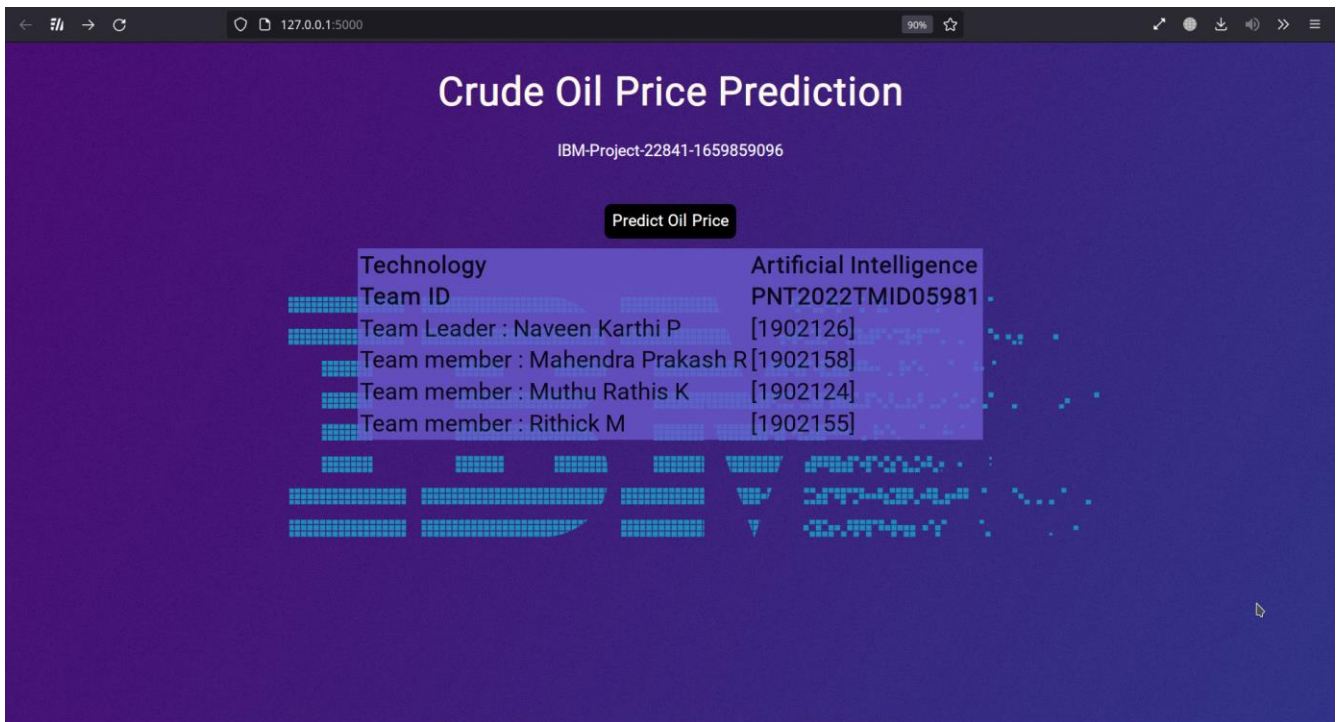 127.0.0.1:5000
90%
Crude Oil Price Prediction
IBM-Project-22841-1659859096
Predict Oil Price
Technology Artificial Intelligence
Team ID PNT2022TMID05981
Team Leader : Naveen Karthi P [1902126]
Team member : Mahendra Prakash R [1902158]
Team member : Muthu Rathis K [1902124]
Team member : Rithick M [1902155]